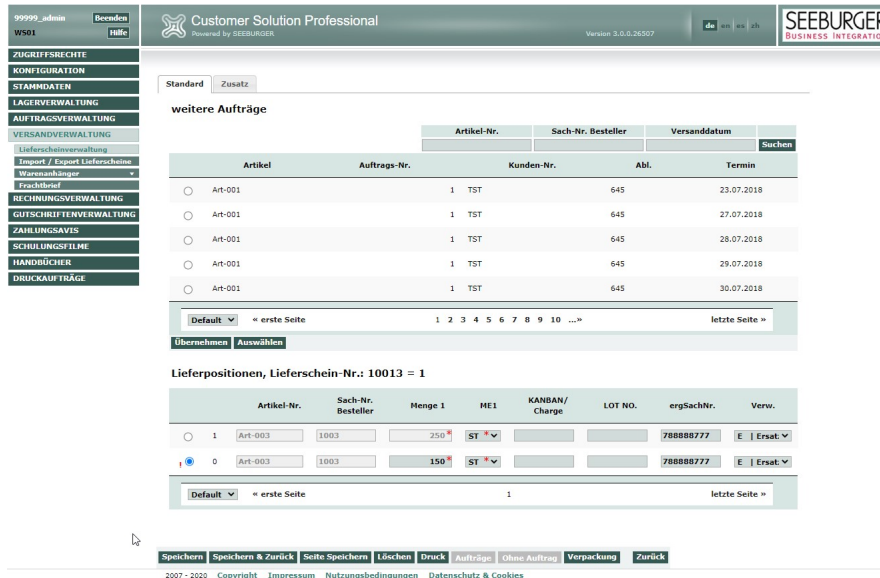 99999_admin Beenden
WS01 Hilfe
Customer Solution Professional
Powered by SEEBURGER
Version 3.0.0.26507
de en es zh
SEEBURGER
BUSINESS INTEGRATIO
ZUGRIFFSRECHTE
KONFIGURATION
STAMMDATEN
LAGERVERWALTUNG
AUFTRAGSVERWALTUNG
VERSANDVERWALTUNG
Lieferscheinverwaltung
Import / Export Lieferscheine
Warenanhänger
Frachtbrief
RECHNUNGSVERWALTUNG
GUTSCHRIFTENVERWALTUNG
ZAHLUNGSAVIS
SCHULUNGSFILME
HANDBÜCHER
DRUCKAUFTRÄGE
Standard Zusatz
weitere Aufträge
Artikel-Nr. Sach-Nr. Besteller Versanddatum
Suchen
Artikel Auftrags-Nr. Kunden-Nr. Abl. Termin
Art-001 1 TST 645 23.07.2018
Art-001 1 TST 645 27.07.2018
Art-001 1 TST 645 28.07.2018
Art-001 1 TST 645 29.07.2018
Art-001 1 TST 645 30.07.2018
Default « erste Seite 1 2 3 4 5 6 7 8 9 10 ...» letzte Seite »
Übernehmen Auswählen
Lieferpositionen, Lieferschein-Nr.: 10013 = 1
Artikel-Nr. Sach-Nr. Besteller Menge 1 ME1 KANBAN/ Charge LOT NO. ergSachNr. Verw.
1 Art-003 1003 250* ST * 788888777 E | Ersat:
! 0 Art-003 1003 150* ST * 788888777 E | Ersat:
Default « erste Seite 1 letzte Seite »
Speichern Speichern & Zurück Seite Speichern Löschen Druck Aufträge Ohne Auftrag Verpackung Zurück
2007 - 2020 Copyright Impressum Nutzungsbedingungen Datenschutz & Cookies